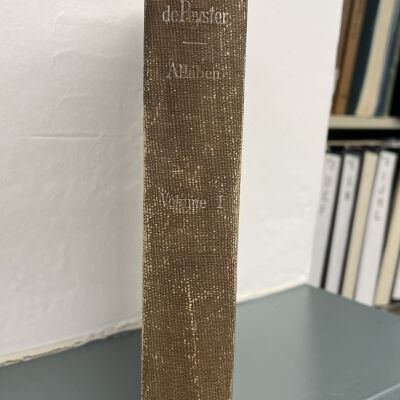 dePeyster
Allaben
Volume I